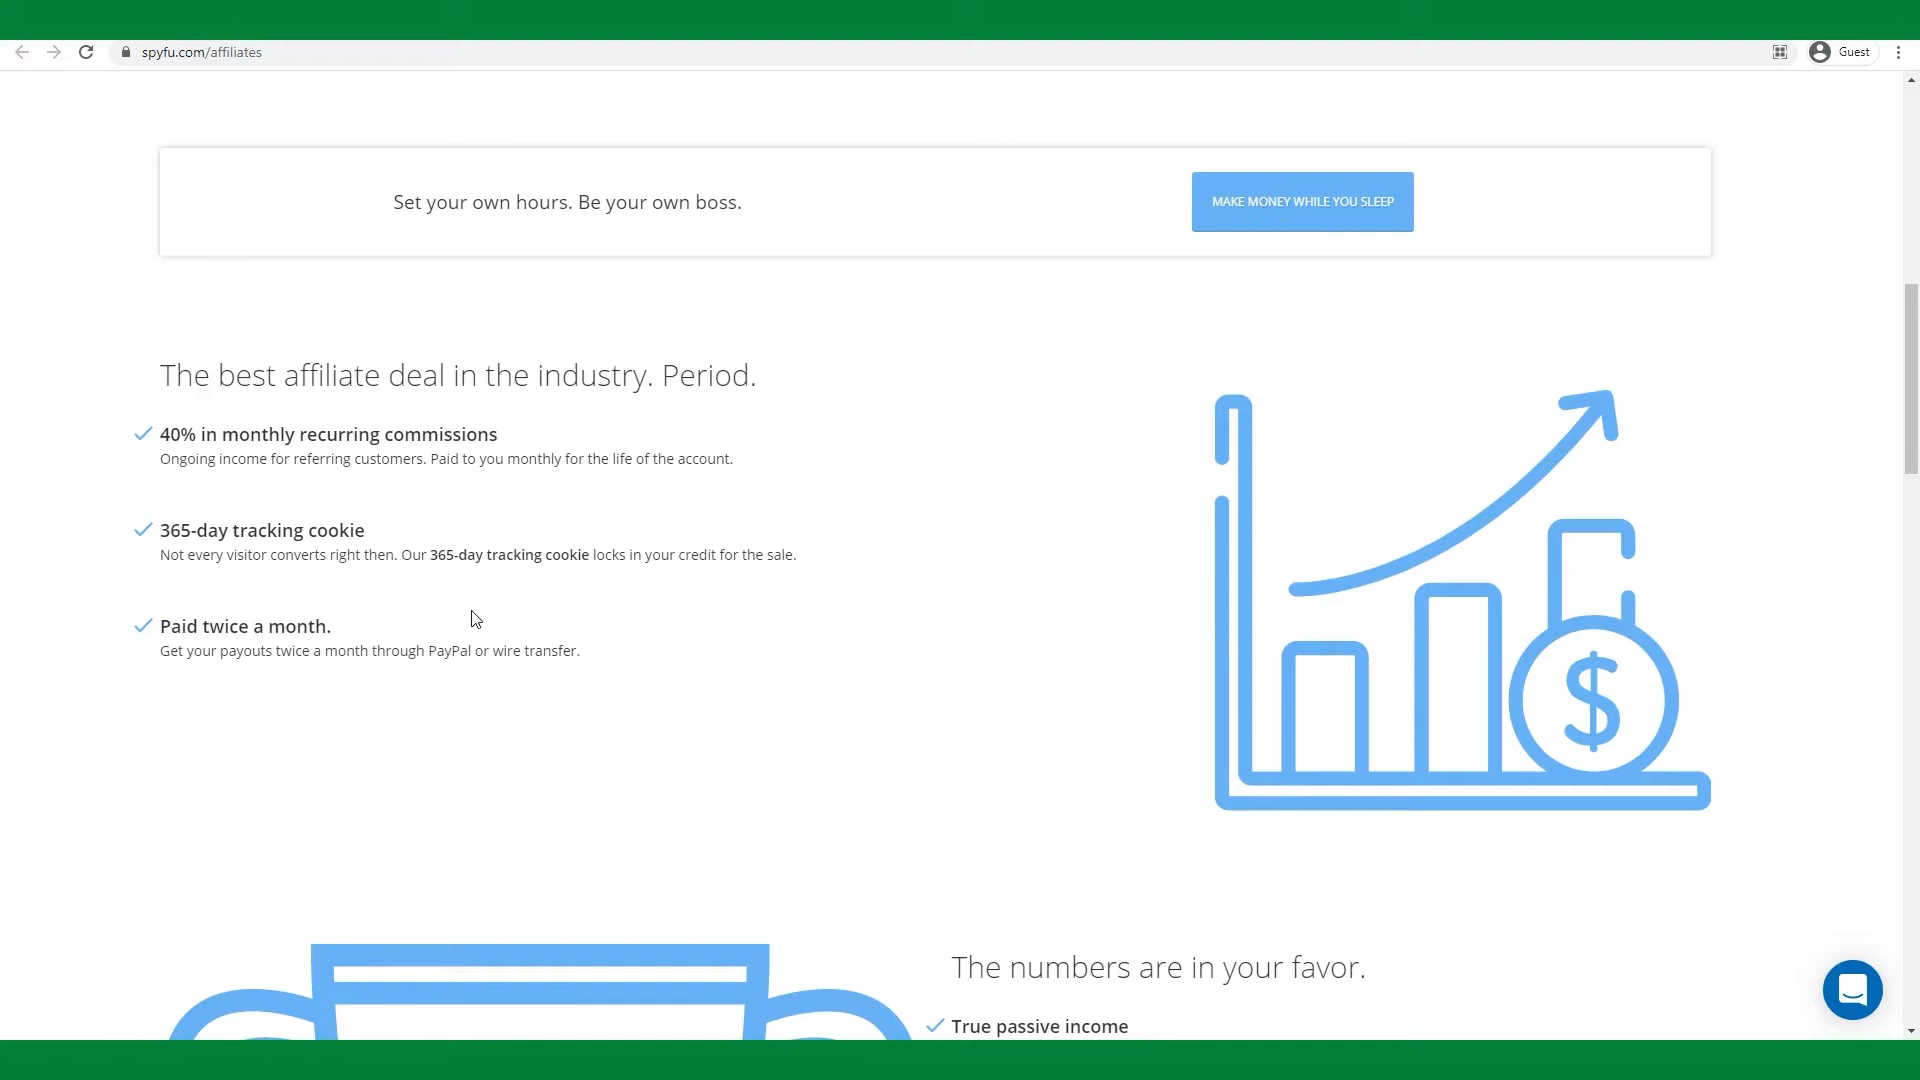 spyfu.com/affiliates
Guest
Set your own hours. Be your own boss.
MAKE MONEY WHILE YOU SLEEP
The best affiliate deal in the industry. Period.
40% in monthly recurring commissions
Ongoing income for referring customers. Paid to you monthly for the life of the account.
365-day tracking cookie
Not every visitor converts right then. Our 365-day tracking cookie locks in your credit for the sale.
Paid twice a month.
Get your payouts twice a month through PayPal or wire transfer.
$
The numbers are in your favor.
True passive income